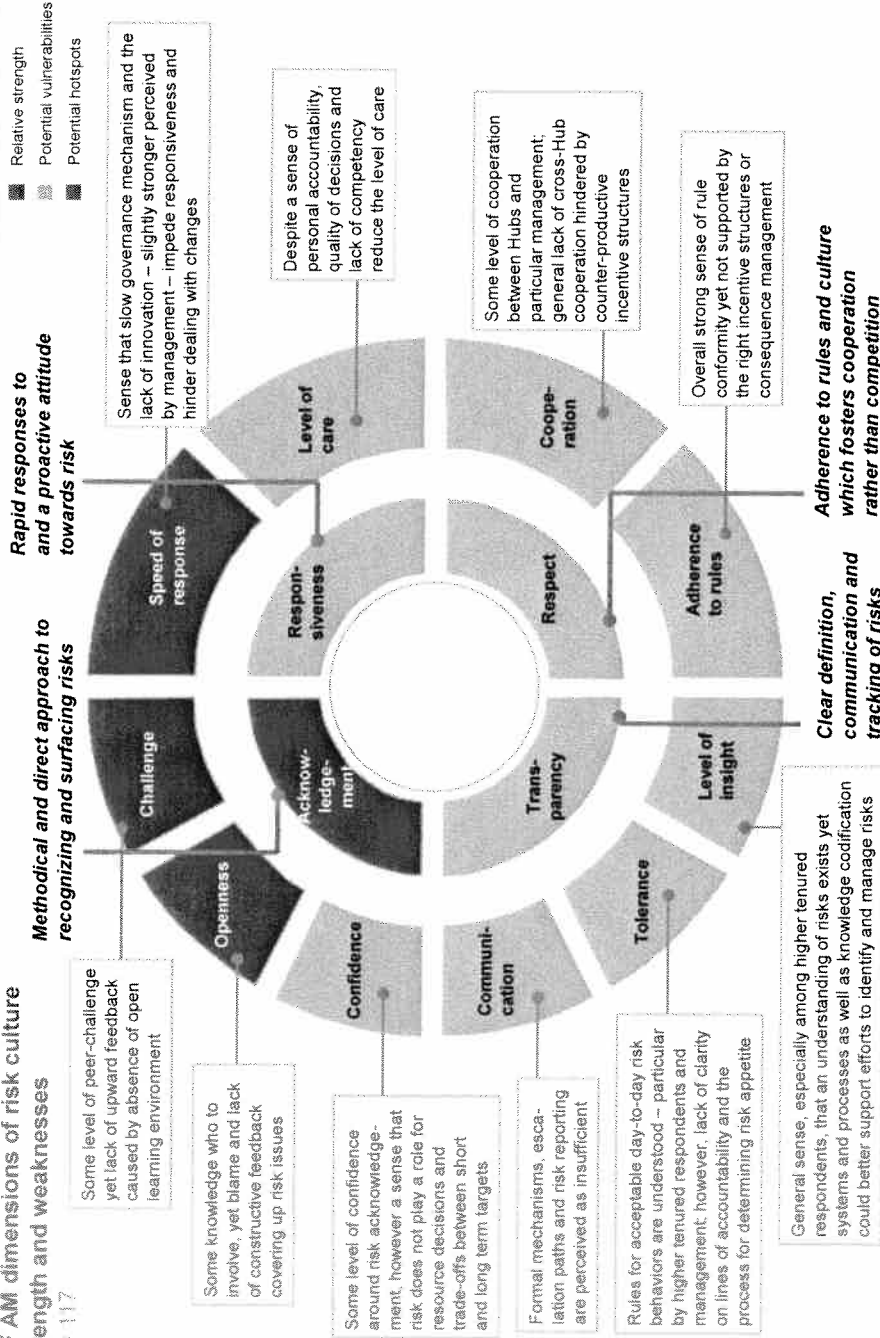 AM dimensions of risk culture
ength and weaknesses
117
Relative strength
Potential vulnerabilities
Potential hotspots
Methodical and direct approach to
recognizing and surfacing risks
Rapid responses to
and a proactive attitude
towards risk
Some level of peer-challenge
yet lack of upward feedback
caused by absence of open
learning environment
Some knowledge who to
involve, yet blame and lack
of constructive feedback
covering up risk issues
Some level of confidence
around risk acknowledge-
ment, however a sense that
risk does not play a role for
resource decisions and
trade-offs between short
and long term targets
Formal mechanisms, esca-
lation paths and risk reporting
are perceived as insufficient
Rules for acceptable day-to-day risk
behaviors are understood – particular
by higher tenured respondents and
management; however, lack of clarity
on lines of accountability and the
process for determining risk appetite
General sense, especially among higher tenured
respondents, that an understanding of risks exists yet
systems and processes as well as knowledge codification
could better support efforts to identify and manage risks
Challenge
Openness
Confidence
Communi-
cation
Tolerance
Level of
insight
Acknow-
ledge-
ment
Trans-
parency
Respon-
siveness
Respect
Speed of
response
Level of
care
Coope-
ration
Adherence
to rules
Sense that slow governance mechanism and the
lack of innovation – slightly stronger perceived
by management – impede responsiveness and
hinder dealing with changes
Despite a sense of
personal accountability,
quality of decisions and
lack of competency
reduce the level of care
Some level of cooperation
between Hubs and
particular management;
general lack of cross-Hub
cooperation hindered by
counter-productive
incentive structures
Overall strong sense of rule
conformity yet not supported by
the right incentive structures or
consequence management
Clear definition,
communication and
tracking of risks
Adherence to rules and culture
which fosters cooperation
rather than competition